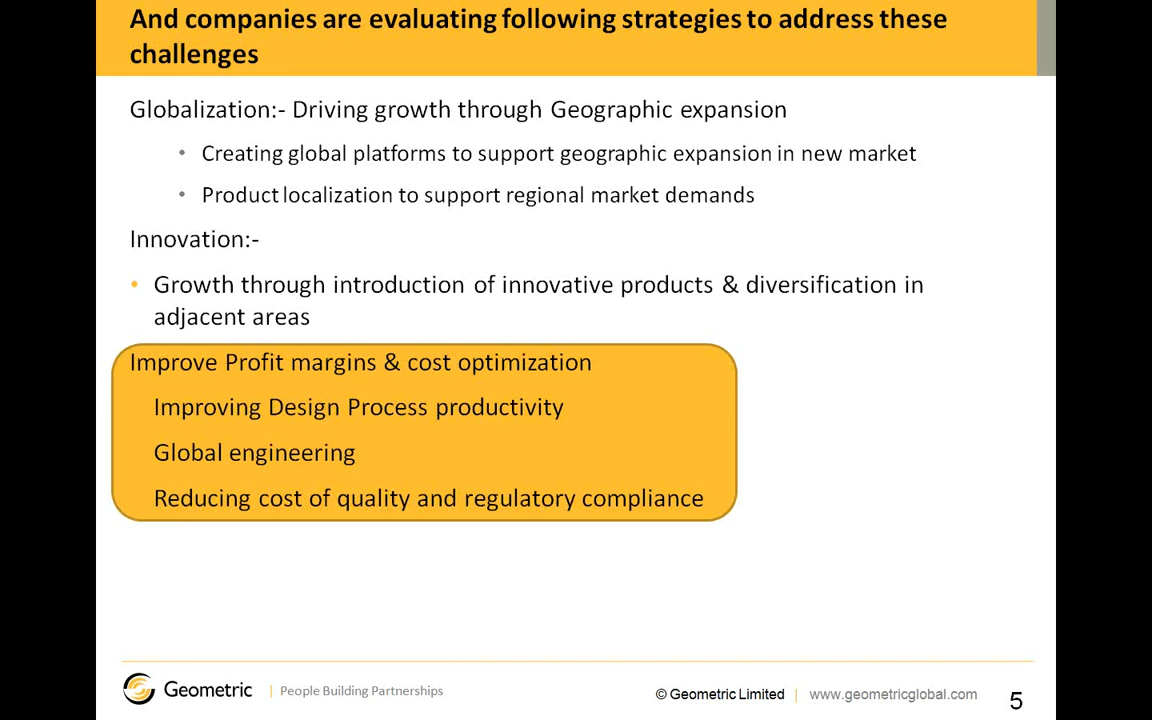 And companies are evaluating following strategies to address these
challenges
Globalization:- Driving growth through Geographic expansion
• Creating global platforms to support geographic expansion in new market
• Product localization to support regional market demands
Innovation:-
• Growth through introduction of innovative products & diversification in
adjacent areas
Improve Profit margins & cost optimization
Improving Design Process productivity
Global engineering
Reducing cost of quality and regulatory compliance
Geometric | People Building Partnerships © Geometric Limited | www.geometricglobal.com 5